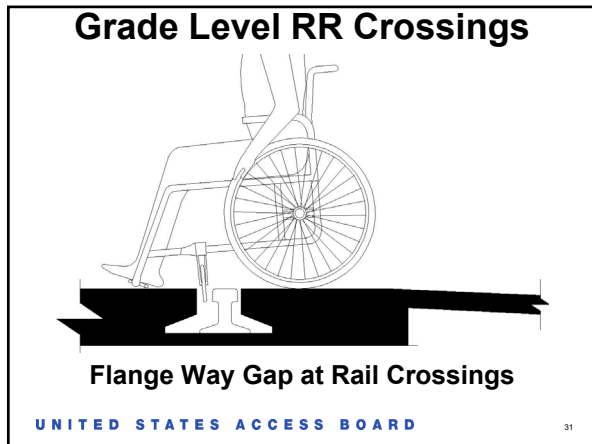 Grade Level RR Crossings
Flange Way Gap at Rail Crossings
UNITED STATES ACCESS BOARD
31